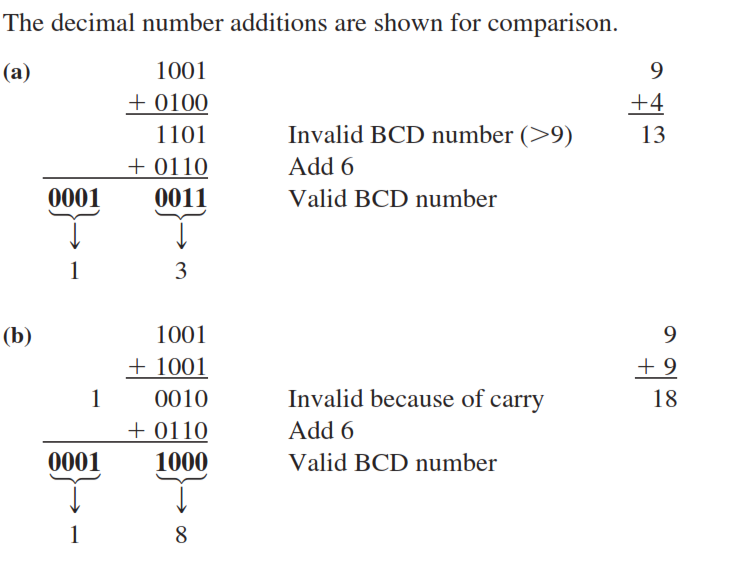 The decimal number additions are shown for comparison.
(a) 1001 9
+ 0100 +4
1101 Invalid BCD number (>9) 13
+ 0110 Add 6
0001 0011 Valid BCD number
↓ ↓
1 3
(b) 1001 9
+ 1001 + 9
1 0010 Invalid because of carry 18
+ 0110 Add 6
0001 1000 Valid BCD number
↓ ↓
1 8